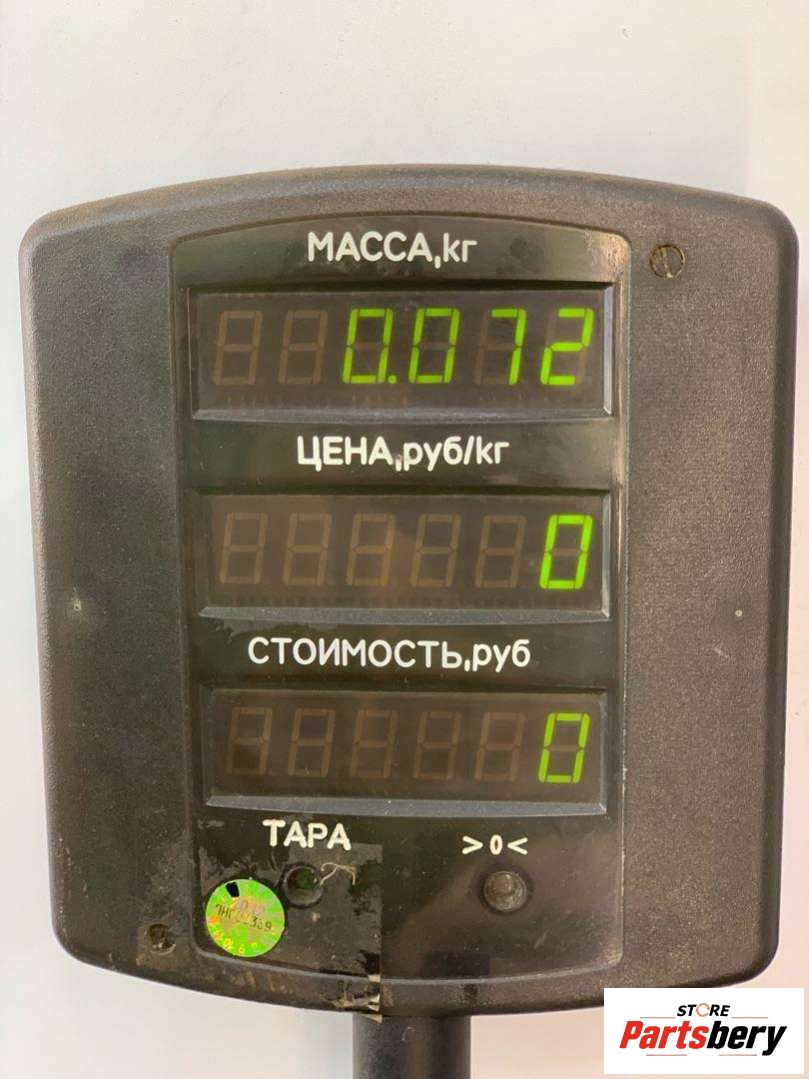 МАССА,кг
0.072
ЦЕНА,руб/кг
0
СТОИМОСТЬ,руб
0
ТАРА >0<
STORE
Partsbery